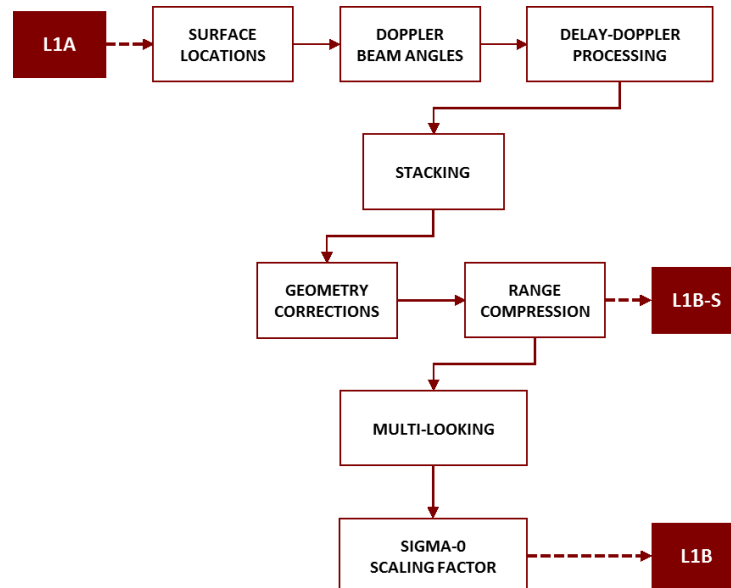 L1A
SURFACE
LOCATIONS
DOPPLER
BEAM ANGLES
DELAY-DOPPLER
PROCESSING
STACKING
GEOMETRY
CORRECTIONS
RANGE
COMPRESSION
L1B-S
MULTI-LOOKING
SIGMA-0
SCALING FACTOR
L1B